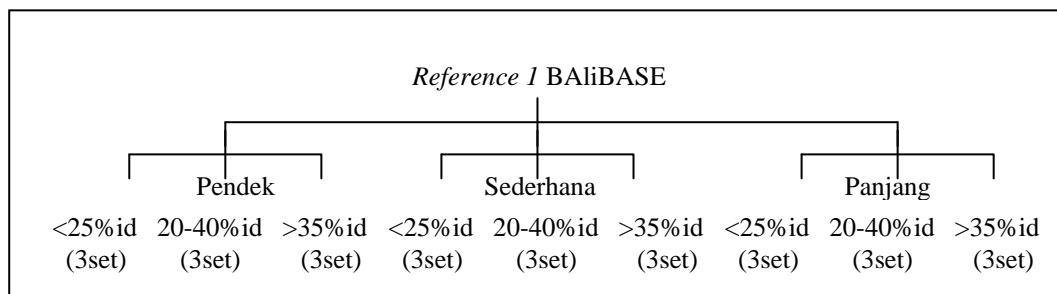 Reference 1 BAliBASE
Pendek Sederhana Panjang
<25%id 20-40%id >35%id <25%id 20-40%id >35%id <25%id 20-40%id >35%id
(3set) (3set) (3set) (3set) (3set) (3set) (3set) (3set) (3set)